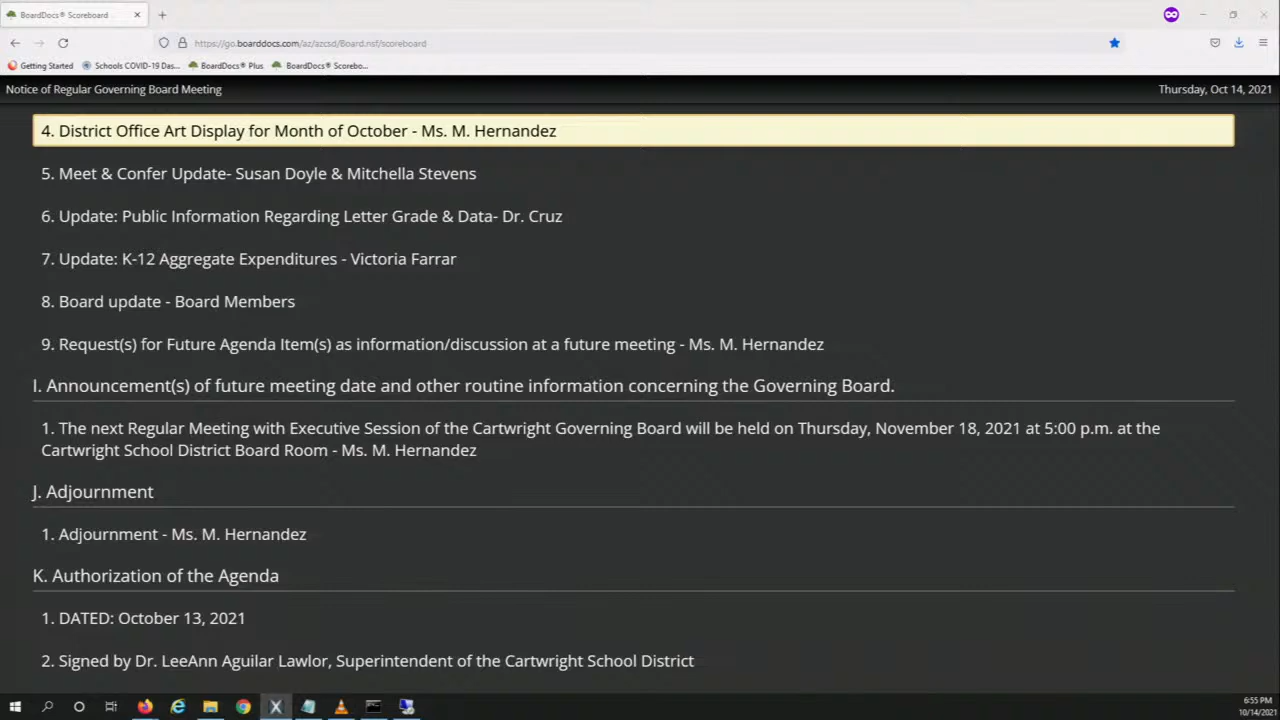 BoardDocs® Scoreboard
https://go.boarddocs.com/az/azcsd/Board.nsf/scoreboard
Getting Started Schools COVID-19 Das... BoardDocs® Plus BoardDocs® Scorebo...
Notice of Regular Governing Board Meeting Thursday, Oct 14, 2021
4. District Office Art Display for Month of October - Ms. M. Hernandez
5. Meet & Confer Update- Susan Doyle & Mitchella Stevens
6. Update: Public Information Regarding Letter Grade & Data- Dr. Cruz
7. Update: K-12 Aggregate Expenditures - Victoria Farrar
8. Board update - Board Members
9. Request(s) for Future Agenda Item(s) as information/discussion at a future meeting - Ms. M. Hernandez
I. Announcement(s) of future meeting date and other routine information concerning the Governing Board.
1. The next Regular Meeting with Executive Session of the Cartwright Governing Board will be held on Thursday, November 18, 2021 at 5:00 p.m. at the
Cartwright School District Board Room - Ms. M. Hernandez
J. Adjournment
1. Adjournment - Ms. M. Hernandez
K. Authorization of the Agenda
1. DATED: October 13, 2021
2. Signed by Dr. LeeAnn Aguilar Lawlor, Superintendent of the Cartwright School District
6:55 PM
10/14/2021